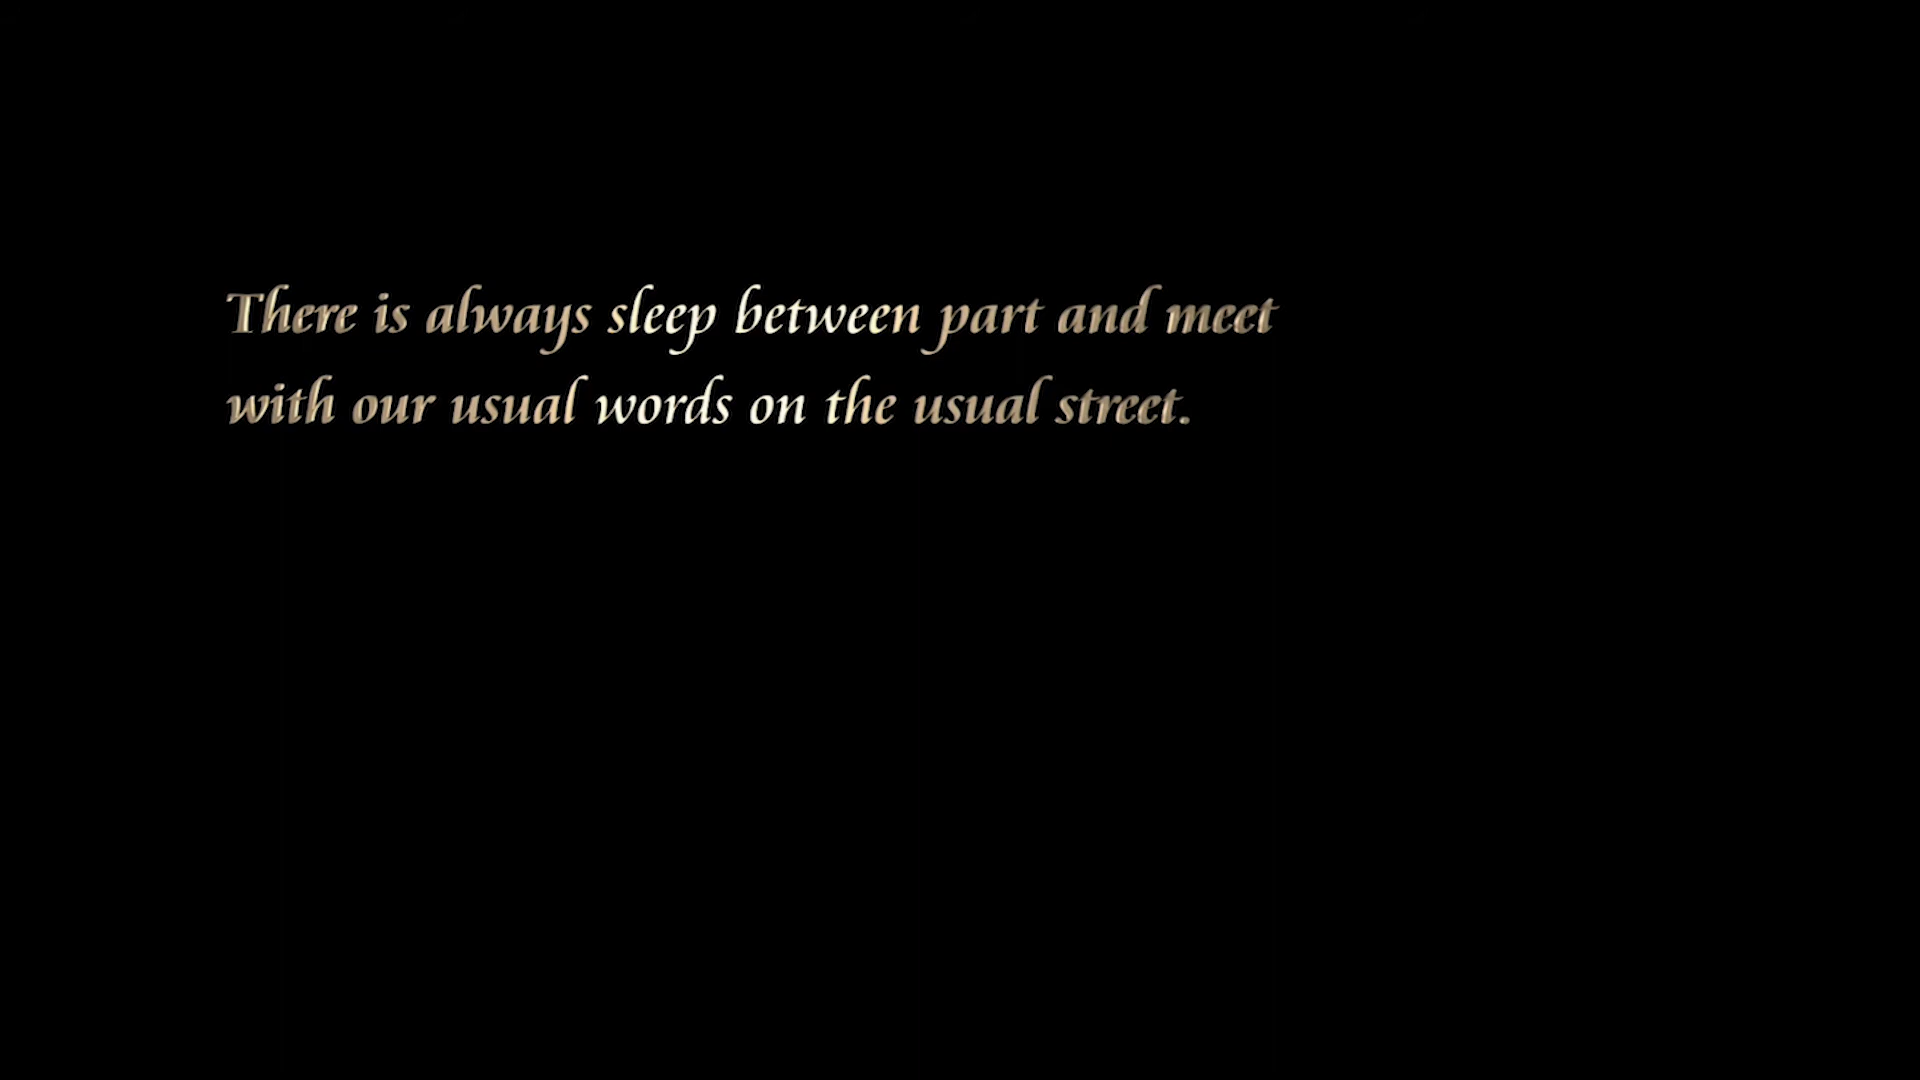 There is always sleep between part and meet
with our usual words on the usual street.